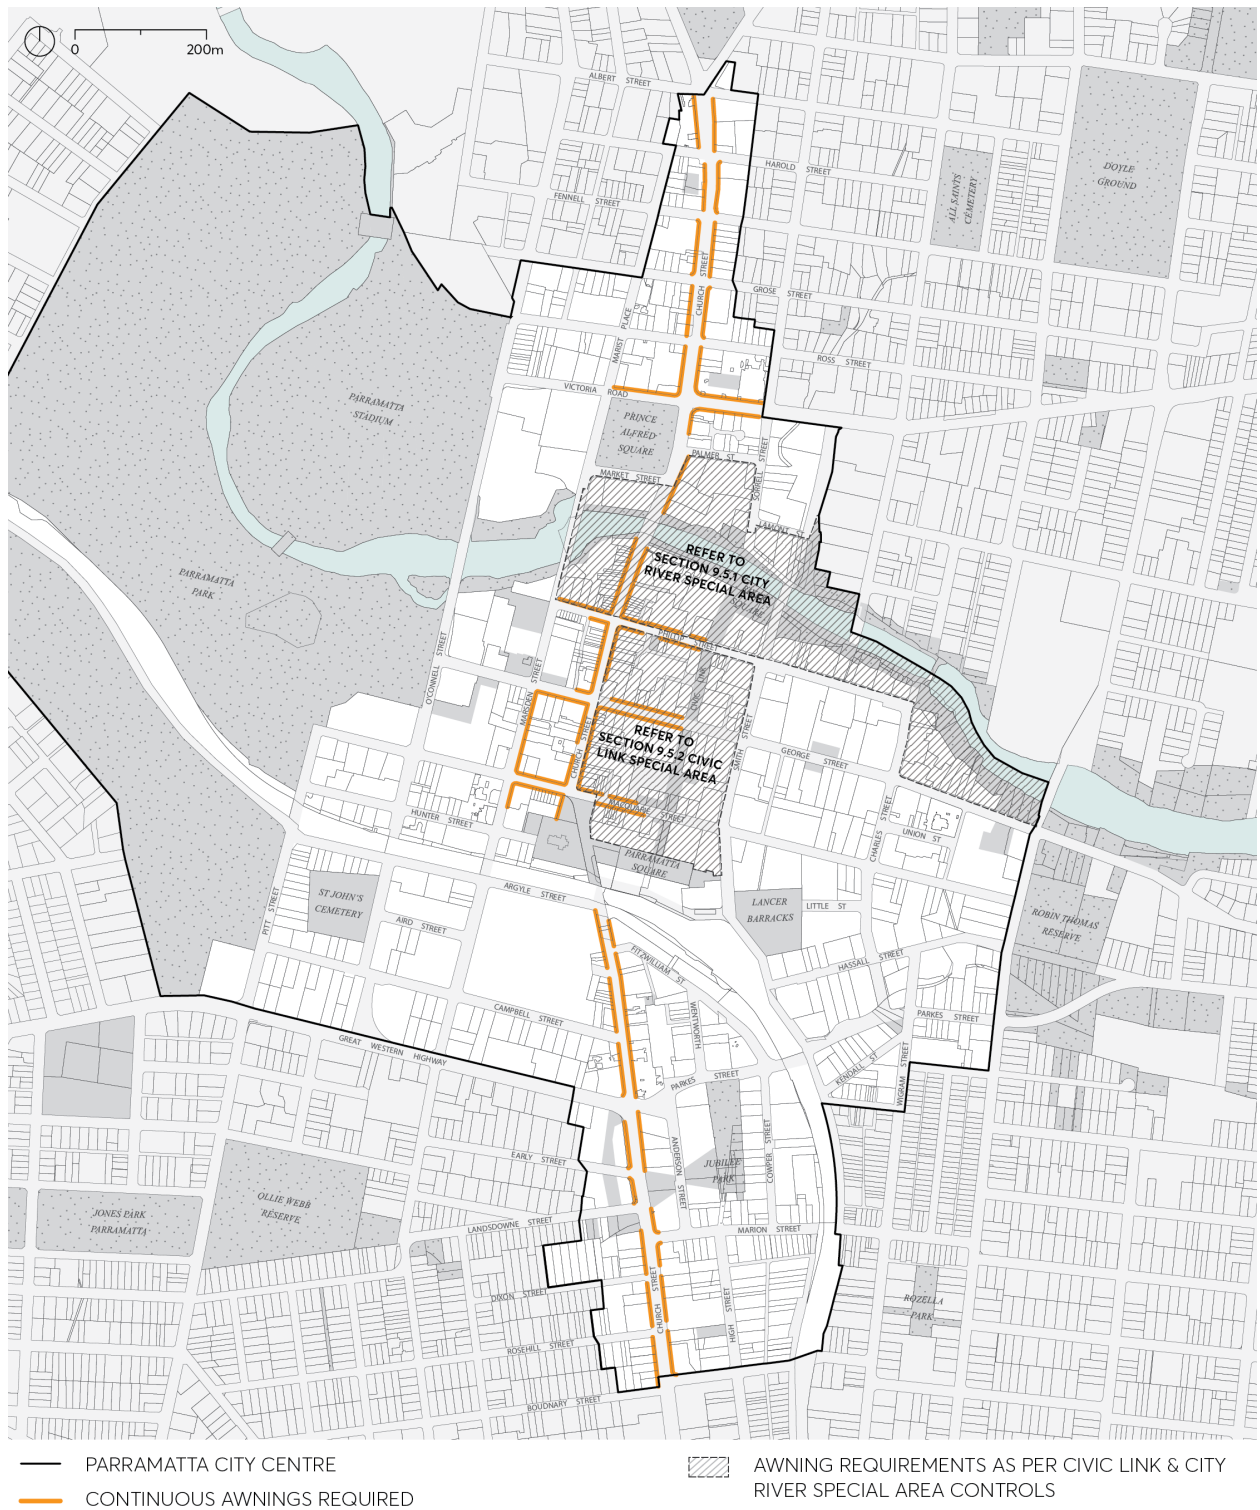 0
200m
ALBERT STREET
HAROLD STREET
ALL SAINTS
CEMETERY
DOYLE
GROUND
FENNELL STREET
CHURCH STREET
GROSE STREET
MARIST PLACE
ROSS STREET
VICTORIA ROAD
PARRAMATTA
STADIUM
PRINCE
ALFRED
SQUARE
PALMER ST
SORRELL STREET
MARKET STREET
LAMONT
REFER TO
SECTION 9.5.1 CITY
RIVER SPECIAL AREA
SQUARE
PARRAMATTA
PARK
O'CONNELL STREET
MARSDEN STREET
PHILLIP STREET
CIVIC LINK
CHURCH STREET
REFER TO
SECTION 9.5.2 CIVIC
LINK SPECIAL AREA
SMITH STREET
GEORGE STREET
MACQUARIE STREET
HUNTER STREET
CHARLES STREET
UNION ST
PARRAMATTA
SQUARE
ARGYLE STREET
ST JOHN'S
CEMETERY
PITT STREET
AIRD STREET
LANCER
BARRACKS
LITTLE ST
ROBIN THOMAS
RESERVE
FITZWILLIAM ST
HASSALL STREET
CAMPBELL STREET
WENTWORTH
PARKES STREET
GREAT WESTERN HIGHWAY
PARKES STREET
KENDALL ST
WIGRAM STREET
EARLY STREET
ANDERSON STREET
JUBILEE
PARK
COWPER STREET
OLLIE WEBB
RESERVE
JONES PARK
PARRAMATTA
LANDSDOWNE STREET
MARION STREET
DIXON STREET
CHURCH STREET
HIGH STREET
ROZELLA
PARK
ROSEHILL STREET
BOUDNARY STREET
PARRAMATTA CITY CENTRE
CONTINUOUS AWNINGS REQUIRED
AWNING REQUIREMENTS AS PER CIVIC LINK & CITY
RIVER SPECIAL AREA CONTROLS